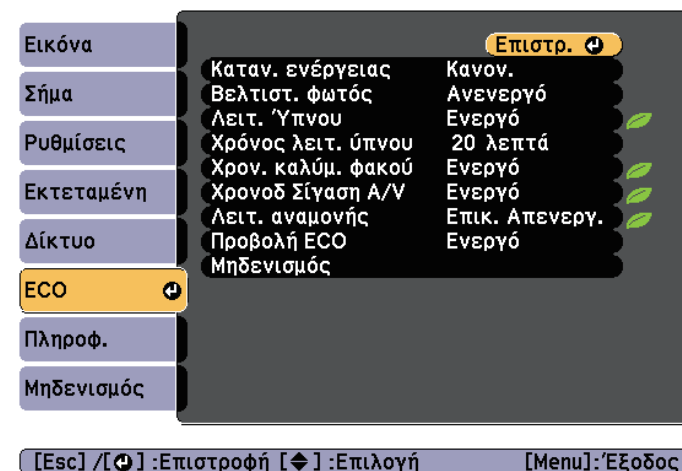 Εικόνα
Σήμα
Ρυθμίσεις
Εκτεταμένη
Δίκτυο
ECO
Πληροφ.
Μηδενισμός
Επιστρ.
Καταν. ενέργειας Κανον.
Βελτιστ. φωτός Ανενεργό
Λειτ. Ύπνου Ενεργό
Χρόνος λειτ. ύπνου 20 λεπτά
Χρον. καλύμ. φακού Ενεργό
Χρονοδ Σίγαση A/V Ενεργό
Λειτ. αναμονής Επικ. Απενεργ.
Προβολή ECO Ενεργό
Μηδενισμός
[Esc] /[⏎] :Επιστροφή [◆] :Επιλογή [Menu]:Έξοδος